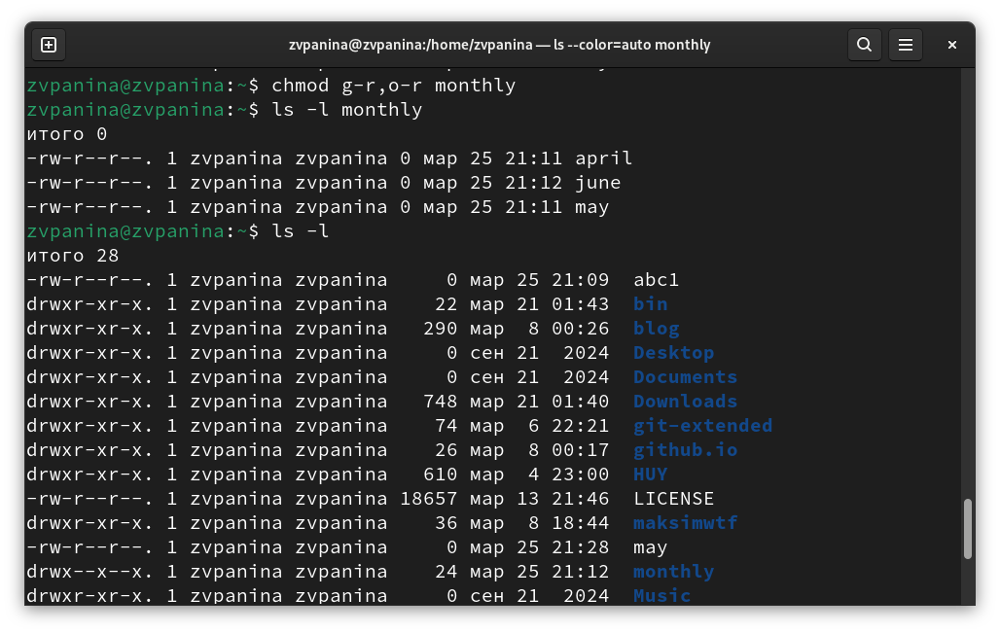 zvpanina@zvpanina:/home/zvpanina — ls --color=auto monthly
zvpanina@zvpanina:~$ chmod g-r,o-r monthly
zvpanina@zvpanina:~$ ls -l monthly
итого 0
-rw-r--r--. 1 zvpanina zvpanina 0 мар 25 21:11 april
-rw-r--r--. 1 zvpanina zvpanina 0 мар 25 21:12 june
-rw-r--r--. 1 zvpanina zvpanina 0 мар 25 21:11 may
zvpanina@zvpanina:~$ ls -l
итого 28
-rw-r--r--. 1 zvpanina zvpanina     0 мар 25 21:09  abc1
drwxr-xr-x. 1 zvpanina zvpanina    22 мар 21 01:43  bin
drwxr-xr-x. 1 zvpanina zvpanina   290 мар  8 00:26  blog
drwxr-xr-x. 1 zvpanina zvpanina     0 сен 21  2024  Desktop
drwxr-xr-x. 1 zvpanina zvpanina     0 сен 21  2024  Documents
drwxr-xr-x. 1 zvpanina zvpanina   748 мар 21 01:40  Downloads
drwxr-xr-x. 1 zvpanina zvpanina    74 мар  6 22:21  git-extended
drwxr-xr-x. 1 zvpanina zvpanina    26 мар  8 00:17  github.io
drwxr-xr-x. 1 zvpanina zvpanina   610 мар  4 23:00  HUY
-rw-r--r--. 1 zvpanina zvpanina 18657 мар 13 21:46  LICENSE
drwxr-xr-x. 1 zvpanina zvpanina    36 мар  8 18:44  maksimwtf
-rw-r--r--. 1 zvpanina zvpanina     0 мар 25 21:28  may
drwx--x--x. 1 zvpanina zvpanina    24 мар 25 21:12  monthly
drwxr-xr-x. 1 zvpanina zvpanina     0 сен 21  2024  Music